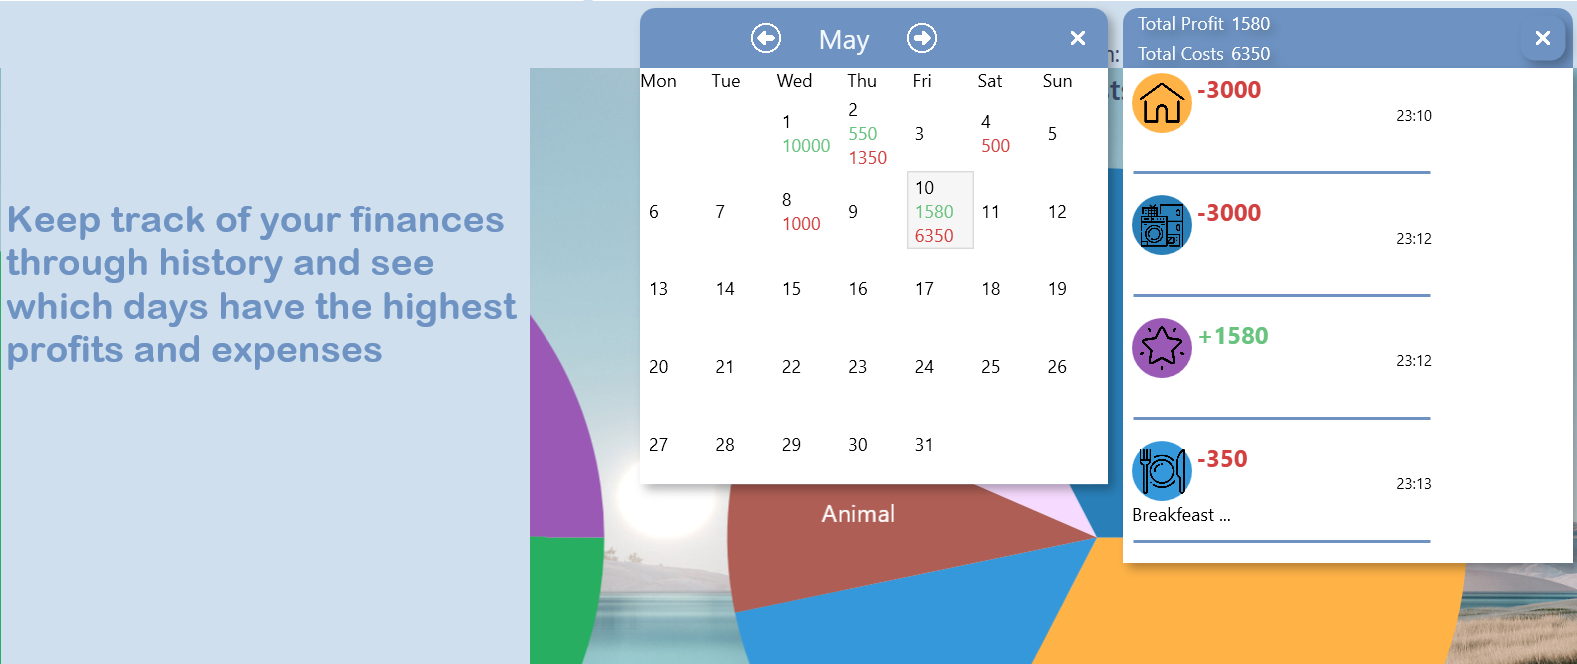 Keep track of your finances
through history and see
which days have the highest
profits and expenses
May
Mon Tue Wed Thu Fri Sat Sun
1 2 3 4 5
10000 550 500
1350
6 7 8 9 10 11 12
1000 1580
6350
13 14 15 16 17 18 19
20 21 22 23 24 25 26
27 28 29 30 31
Animal
Total Profit 1580
Total Costs 6350
-3000
23:10
-3000
23:12
+1580
23:12
-350
23:13
Breakfeast ...